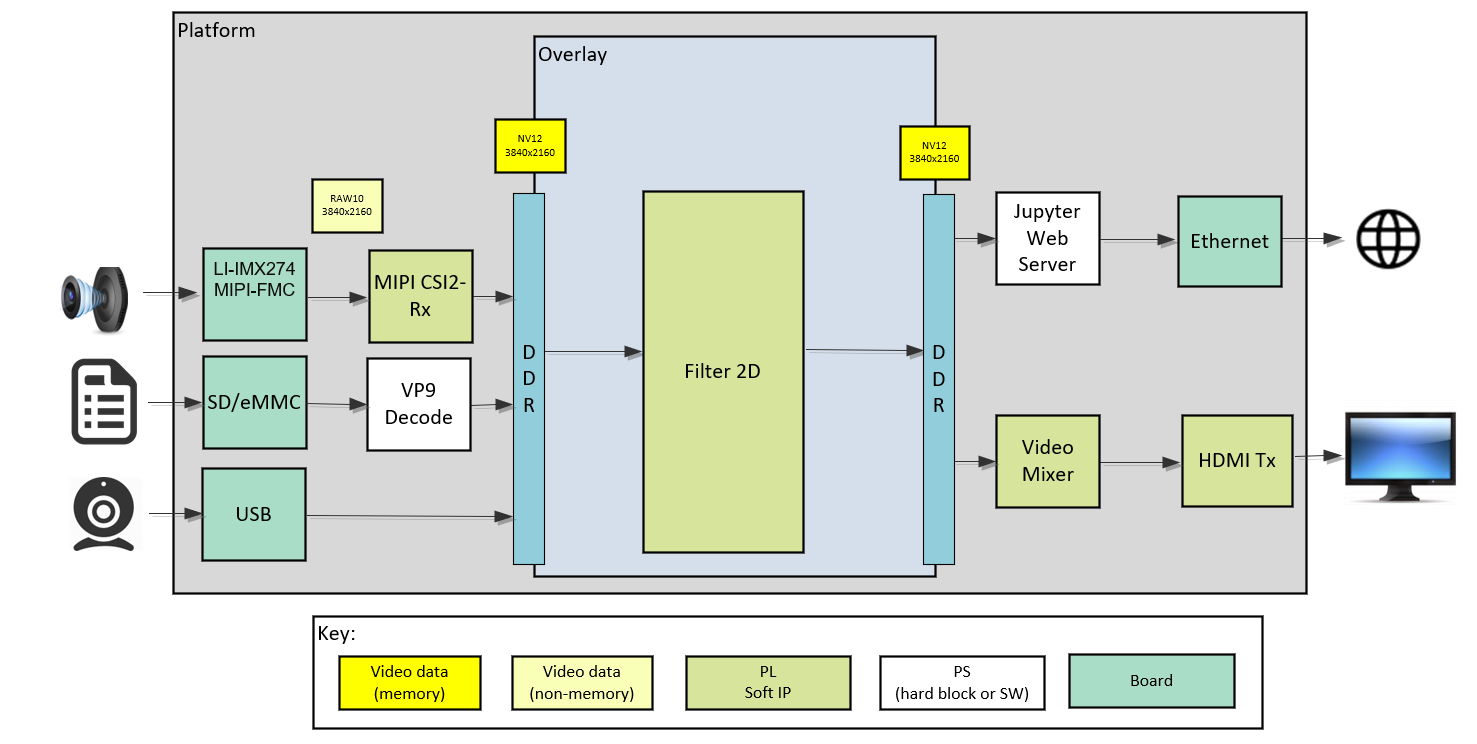 Platform
Overlay
NV12
3840x2160
NV12
3840x2160
RAW10
3840x2160
LI-IMX274
MIPI-FMC
MIPI CSI2-
Rx
SD/eMMC
VP9
Decode
USB
D
D
R
Filter 2D
D
D
R
Jupyter
Web
Server
Ethernet
Video
Mixer
HDMI Tx
Key:
Video data
(memory)
Video data
(non-memory)
PL
Soft IP
PS
(hard block or SW)
Board